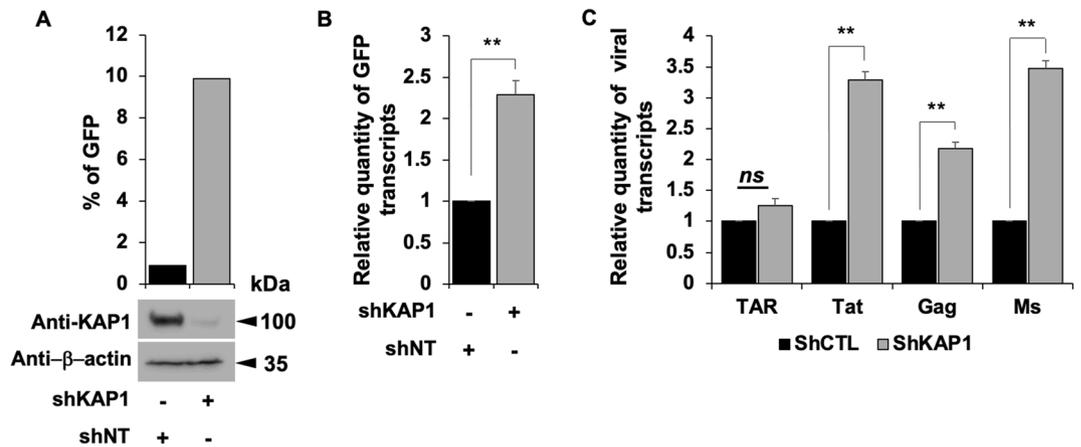 A
% of GFP
12
10
8
6
4
2
0
kDa
Anti-KAP1
100
Anti–β–actin
35
shKAP1 - +
shNT + -
B
Relative quantity of GFP
transcripts
3
2.5
2
1.5
1
0.5
0
**
shKAP1 - +
shNT + -
C
Relative quantity of viral
transcripts
4
3.5
3
2.5
2
1.5
1
0.5
0
ns
**
**
**
TAR Tat Gag Ms
ShCTL ShKAP1